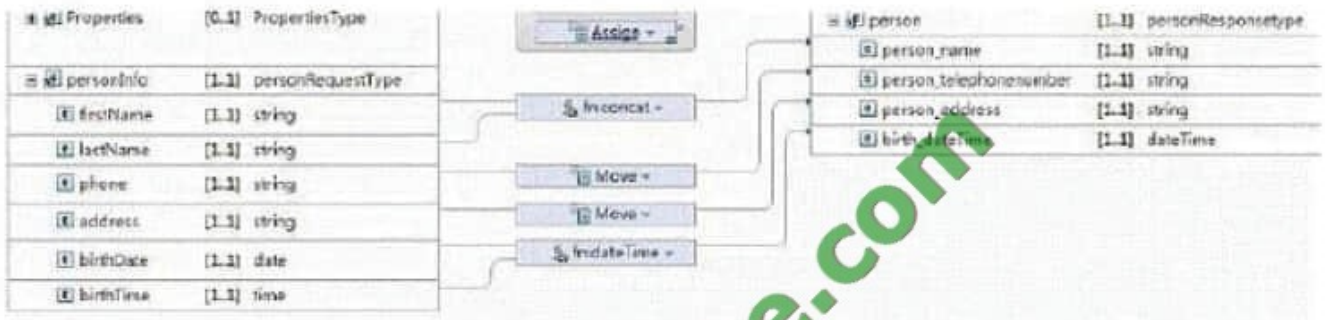 Properties [0..1] PropertiesType
Assign
person [1..1] personResponsetype
person_name [1..1] string
personInfo [1..1] personRequestType
person_telephonenumber [1..1] string
firstName [1..1] string
fn:concat
person_address [1..1] string
lactName [1..1] string
birth_dateTime [1..1] dateTime
phone [1..1] string
Move
address [1..1] string
Move
birthDate [1..1] date
fn:dateTime
birthTime [1..1] time
e.com